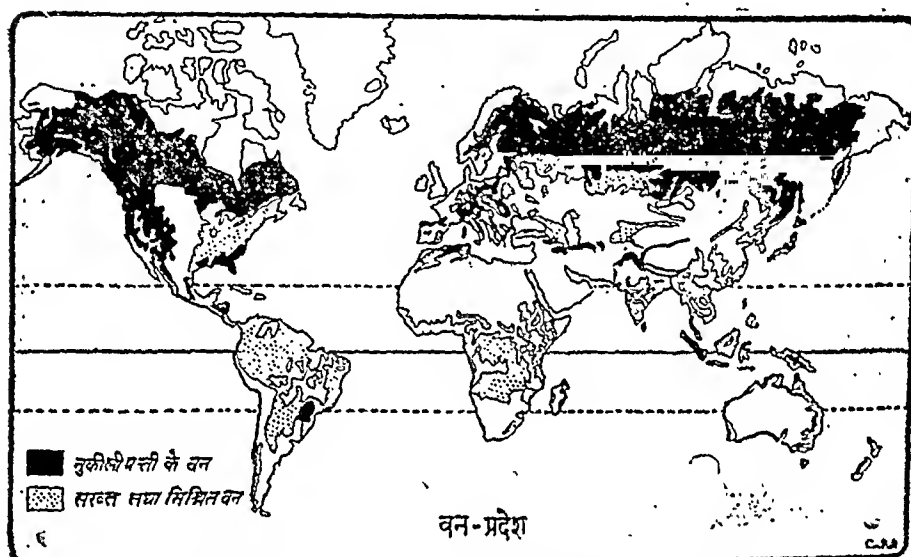 नुकीली पत्ती के वन
सख्त तथा मिश्रित वन
वन-प्रदेश